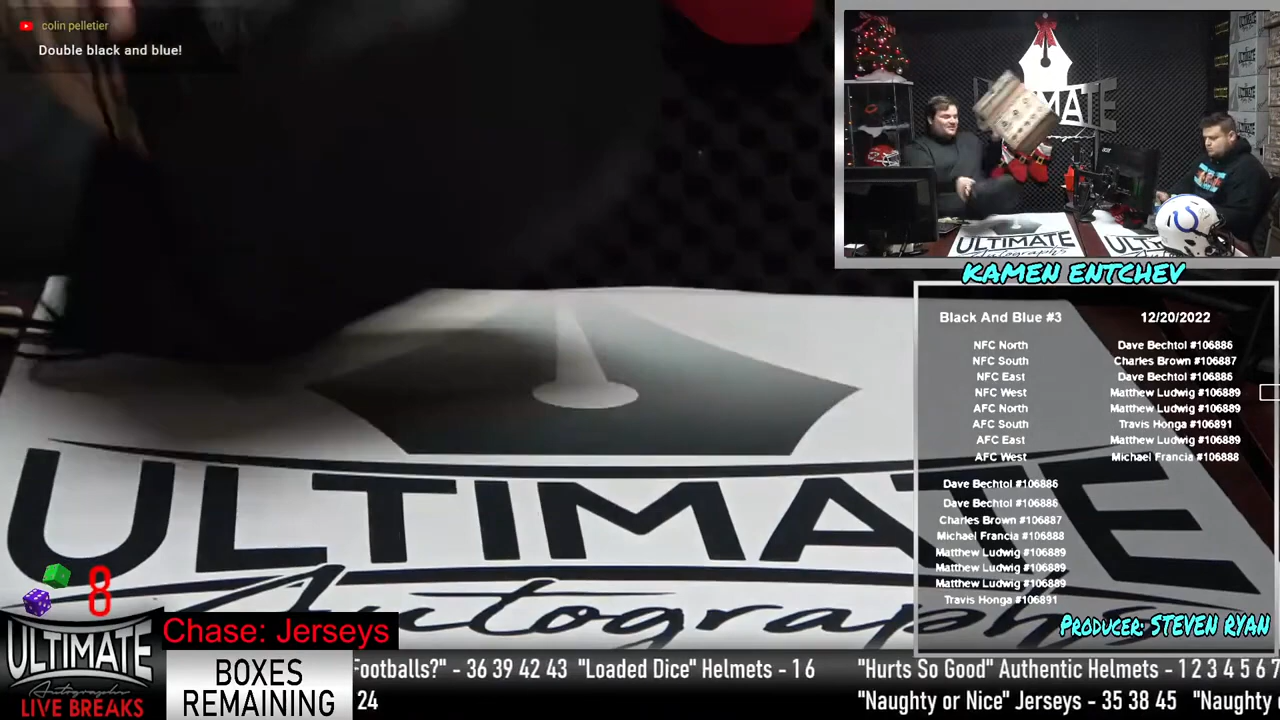 colin pelletier
Double black and blue!
ULTIMATE
Autographs
KAMEN ENTCHEV
Black And Blue #3 12/20/2022
NFC North Dave Bechtol #106886
NFC South Charles Brown #106887
NFC East Dave Bechtol #106886
NFC West Matthew Ludwig #106889
AFC North Matthew Ludwig #106889
AFC South Travis Honga #106891
AFC East Matthew Ludwig #106889
AFC West Michael Francia #106888
Dave Bechtol #106886
Dave Bechtol #106886
Charles Brown #106887
Michael Francia #106888
Matthew Ludwig #106889
Matthew Ludwig #106889
Matthew Ludwig #106889
Travis Honga #106891
Producer: STEVEN RYAN
ULTIMATE
Autographs
8
ULTIMATE
Autographs
LIVE BREAKS
Chase: Jerseys
BOXES
REMAINING
Footballs?" - 36 39 42 43 "Loaded Dice" Helmets - 1 6 "Hurts So Good" Authentic Helmets - 1 2 3 4 5 6 7
24 "Naughty or Nice" Jerseys - 35 38 45 "Naughty